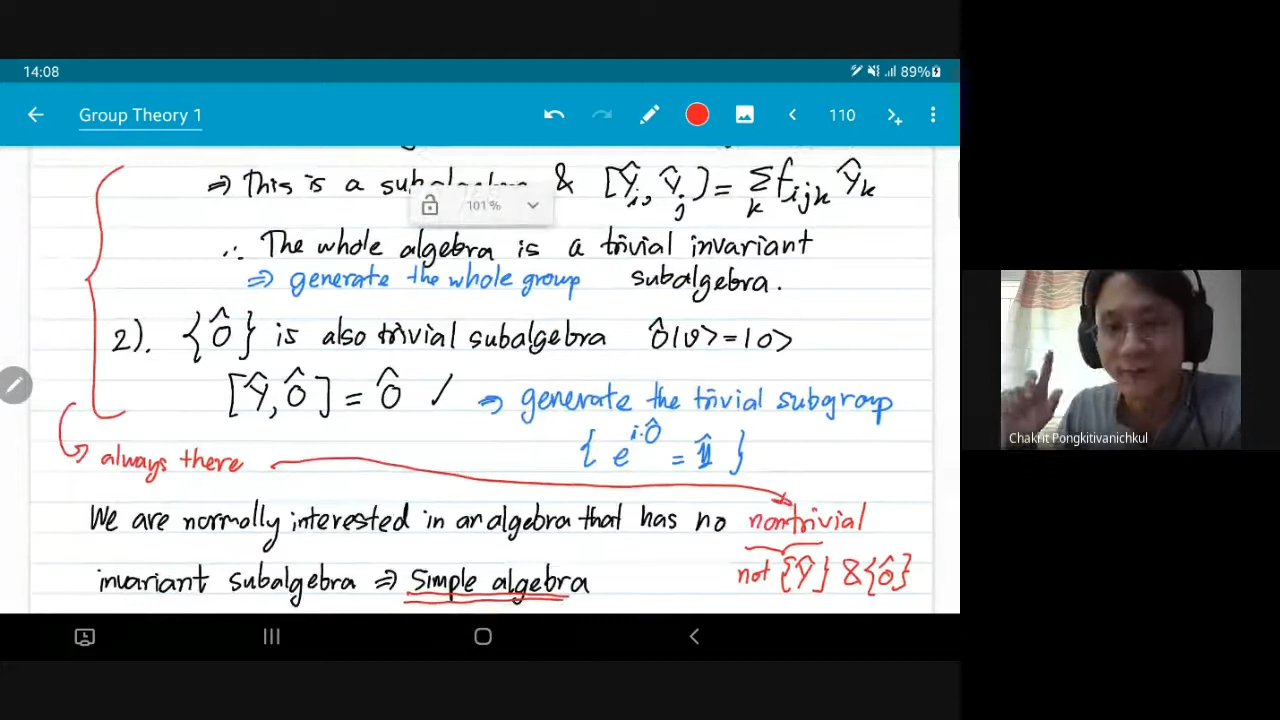 14:08
89%
Group Theory 1
110
⇒ This is a subalgebra & [Ŷi, Ŷj] = Σk fijk Ŷk
101%
∴ The whole algebra is a trivial invariant
⇒ generate the whole group subalgebra.
2). {Ô} is also trivial subalgebra Ô|v> = |0>
[Ŷ, Ô] = Ô ✓ ⇒ generate the trivial subgroup
{ e^{i·Ô} = 𝟙̂ }
always there
We are normally interested in an algebra that has no nontrivial
invariant subalgebra ⇒ Simple algebra
not {Ŷ} & {Ô}
Chakrit Pongkitivanichkul